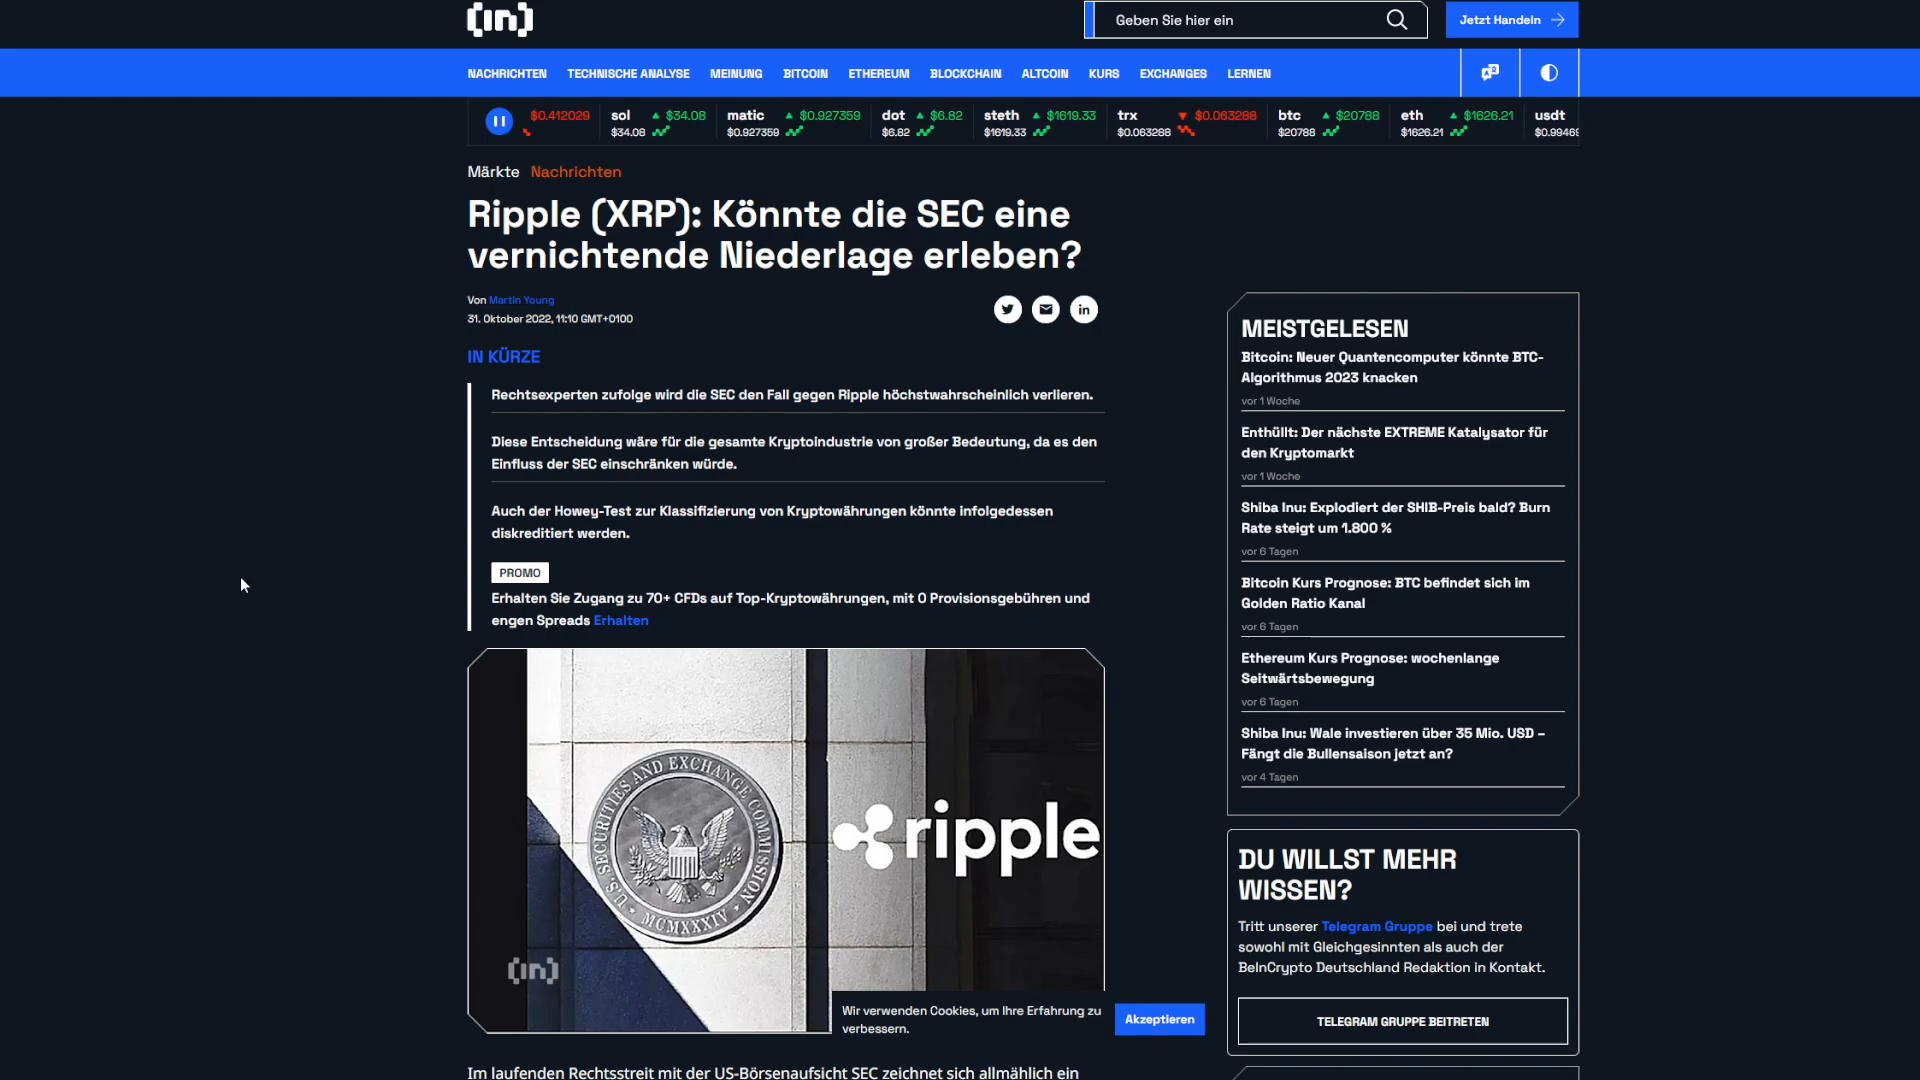 [in]
Geben Sie hier ein
Jetzt Handeln
NACHRICHTEN TECHNISCHE ANALYSE MEINUNG BITCOIN ETHEREUM BLOCKCHAIN ALTCOIN KURS EXCHANGES LERNEN
$0.412029 sol $34.08 matic $0.927359 dot $6.82 steth $1619.33 trx $0.063288 btc $20788 eth $1626.21 usdt
$34.08 $0.927359 $6.82 $1619.33 $0.063288 $20788 $1626.21 $0.9946
Märkte Nachrichten
Ripple (XRP): Könnte die SEC eine
vernichtende Niederlage erleben?
Von Martin Young
31. Oktober 2022, 11:10 GMT+0100
IN KÜRZE
Rechtsexperten zufolge wird die SEC den Fall gegen Ripple höchstwahrscheinlich verlieren.
Diese Entscheidung wäre für die gesamte Kryptoindustrie von großer Bedeutung, da es den
Einfluss der SEC einschränken würde.
Auch der Howey-Test zur Klassifizierung von Kryptowährungen könnte infolgedessen
diskreditiert werden.
PROMO
Erhalten Sie Zugang zu 70+ CFDs auf Top-Kryptowährungen, mit 0 Provisionsgebühren und
engen Spreads Erhalten
U.S. SECURITIES AND EXCHANGE COMMISSION
MCMXXXIV
ripple
[in]
Wir verwenden Cookies, um Ihre Erfahrung zu
verbessern.
Akzeptieren
Im laufenden Rechtsstreit mit der US-Börsenaufsicht SEC zeichnet sich allmählich ein
MEISTGELESEN
Bitcoin: Neuer Quantencomputer könnte BTC-
Algorithmus 2023 knacken
vor 1 Woche
Enthüllt: Der nächste EXTREME Katalysator für
den Kryptomarkt
vor 1 Woche
Shiba Inu: Explodiert der SHIB-Preis bald? Burn
Rate steigt um 1.800 %
vor 6 Tagen
Bitcoin Kurs Prognose: BTC befindet sich im
Golden Ratio Kanal
vor 6 Tagen
Ethereum Kurs Prognose: wochenlange
Seitwärtsbewegung
vor 6 Tagen
Shiba Inu: Wale investieren über 35 Mio. USD –
Fängt die Bullensaison jetzt an?
vor 4 Tagen
DU WILLST MEHR
WISSEN?
Tritt unserer Telegram Gruppe bei und trete
sowohl mit Gleichgesinnten als auch der
BeInCrypto Deutschland Redaktion in Kontakt.
TELEGRAM GRUPPE BEITRETEN